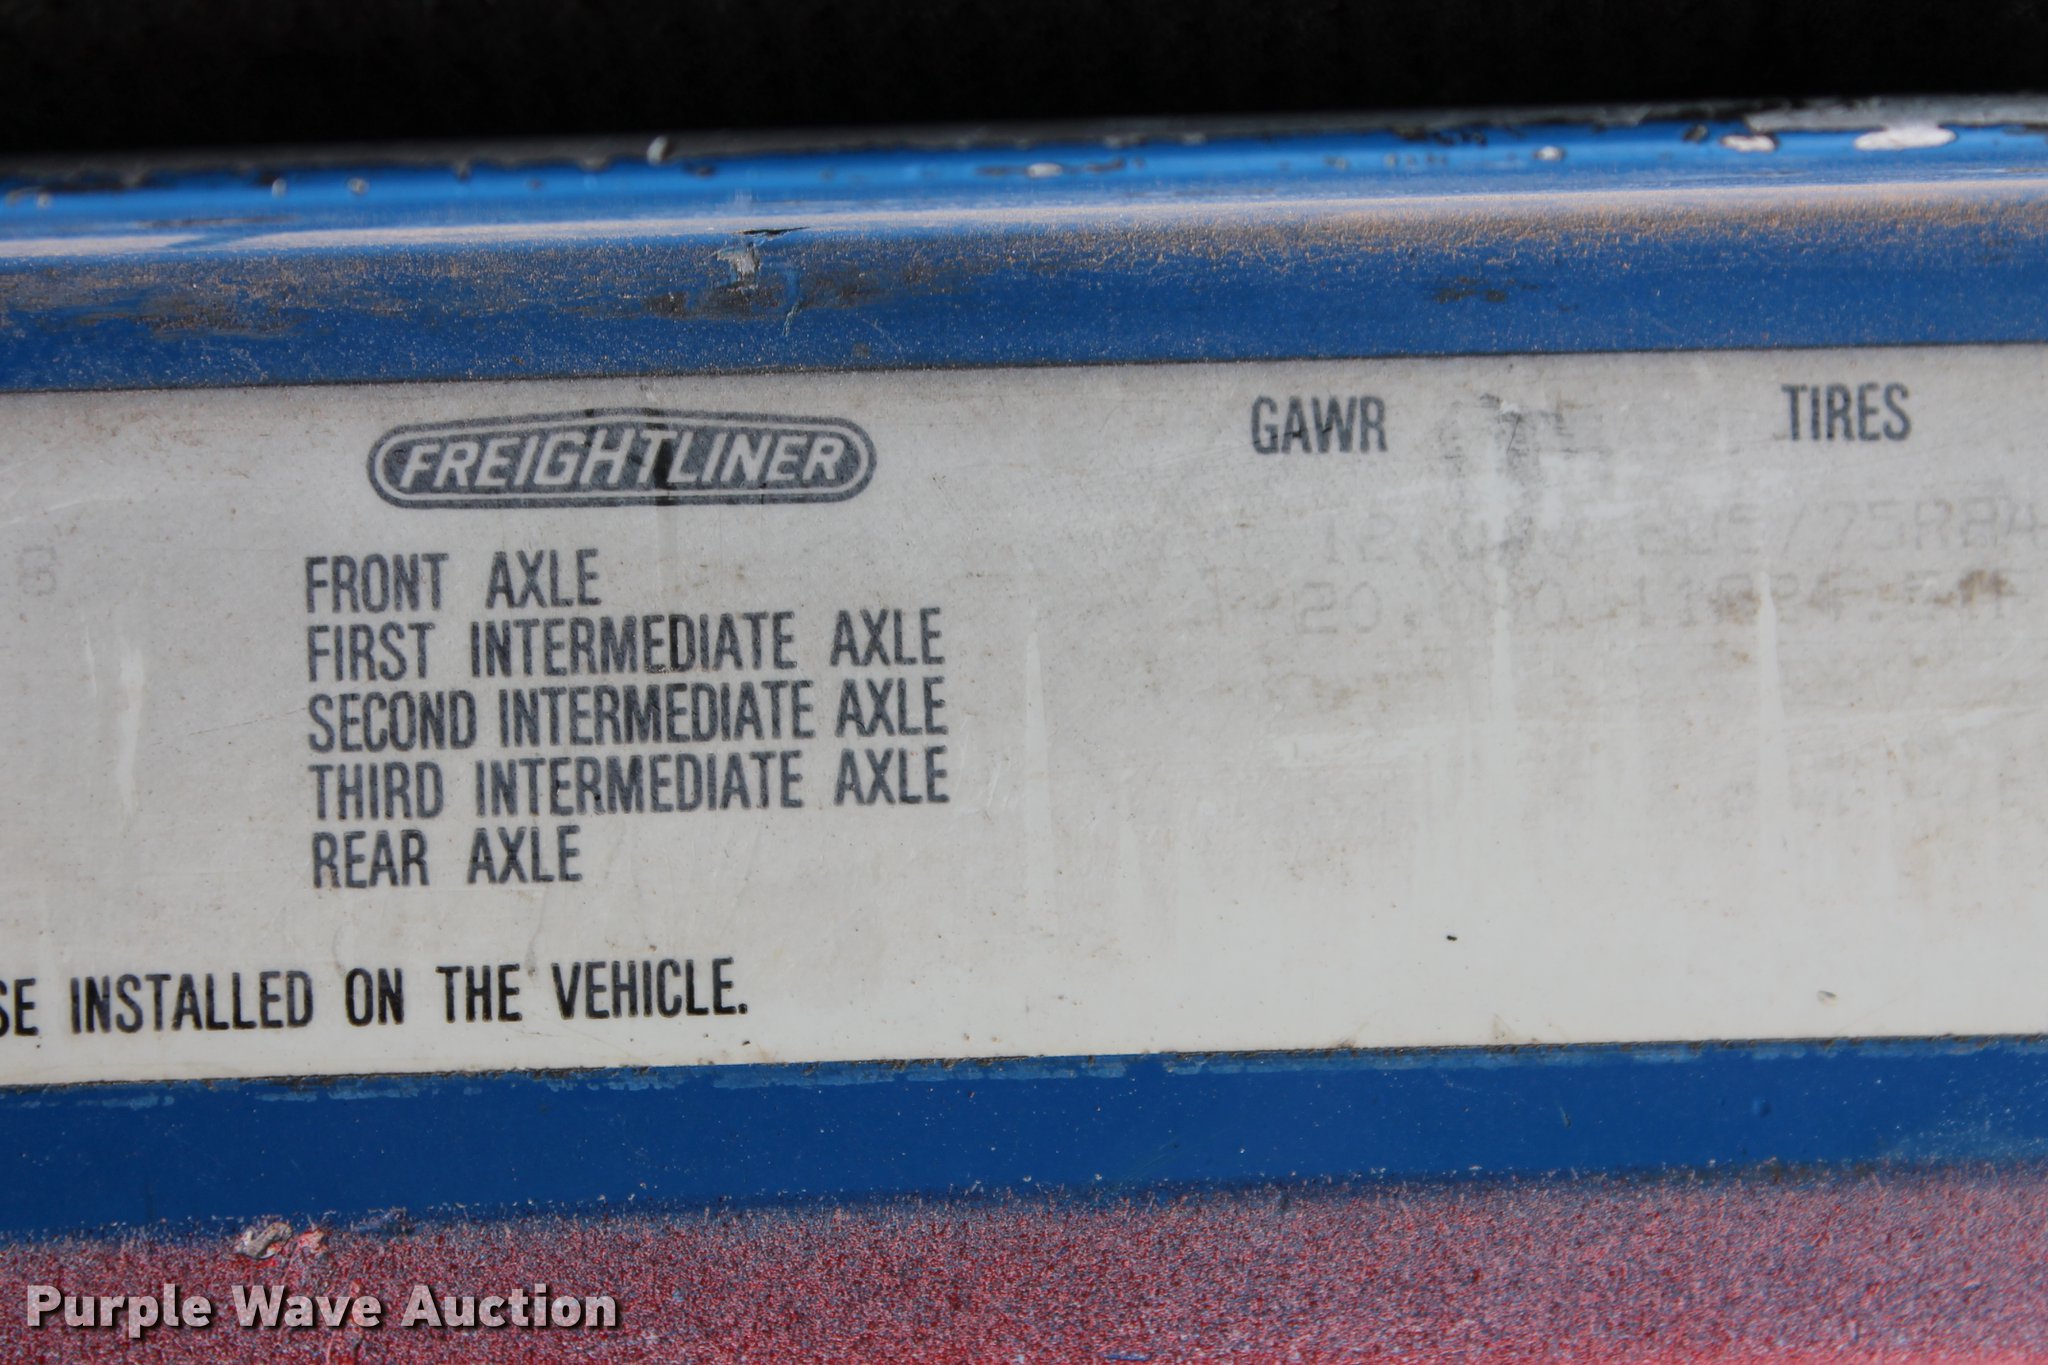 FREIGHTLINER
GAWR TIRES
FRONT AXLE
FIRST INTERMEDIATE AXLE
SECOND INTERMEDIATE AXLE
THIRD INTERMEDIATE AXLE
REAR AXLE
INSTALLED ON THE VEHICLE.
Purple Wave Auction